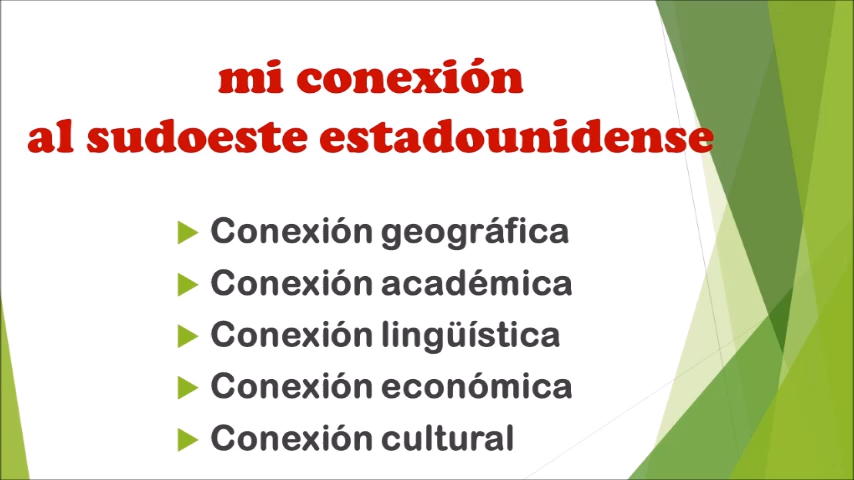 mi conexión
al sudoeste estadounidense
Conexión geográfica
Conexión académica
Conexión lingüística
Conexión económica
Conexión cultural